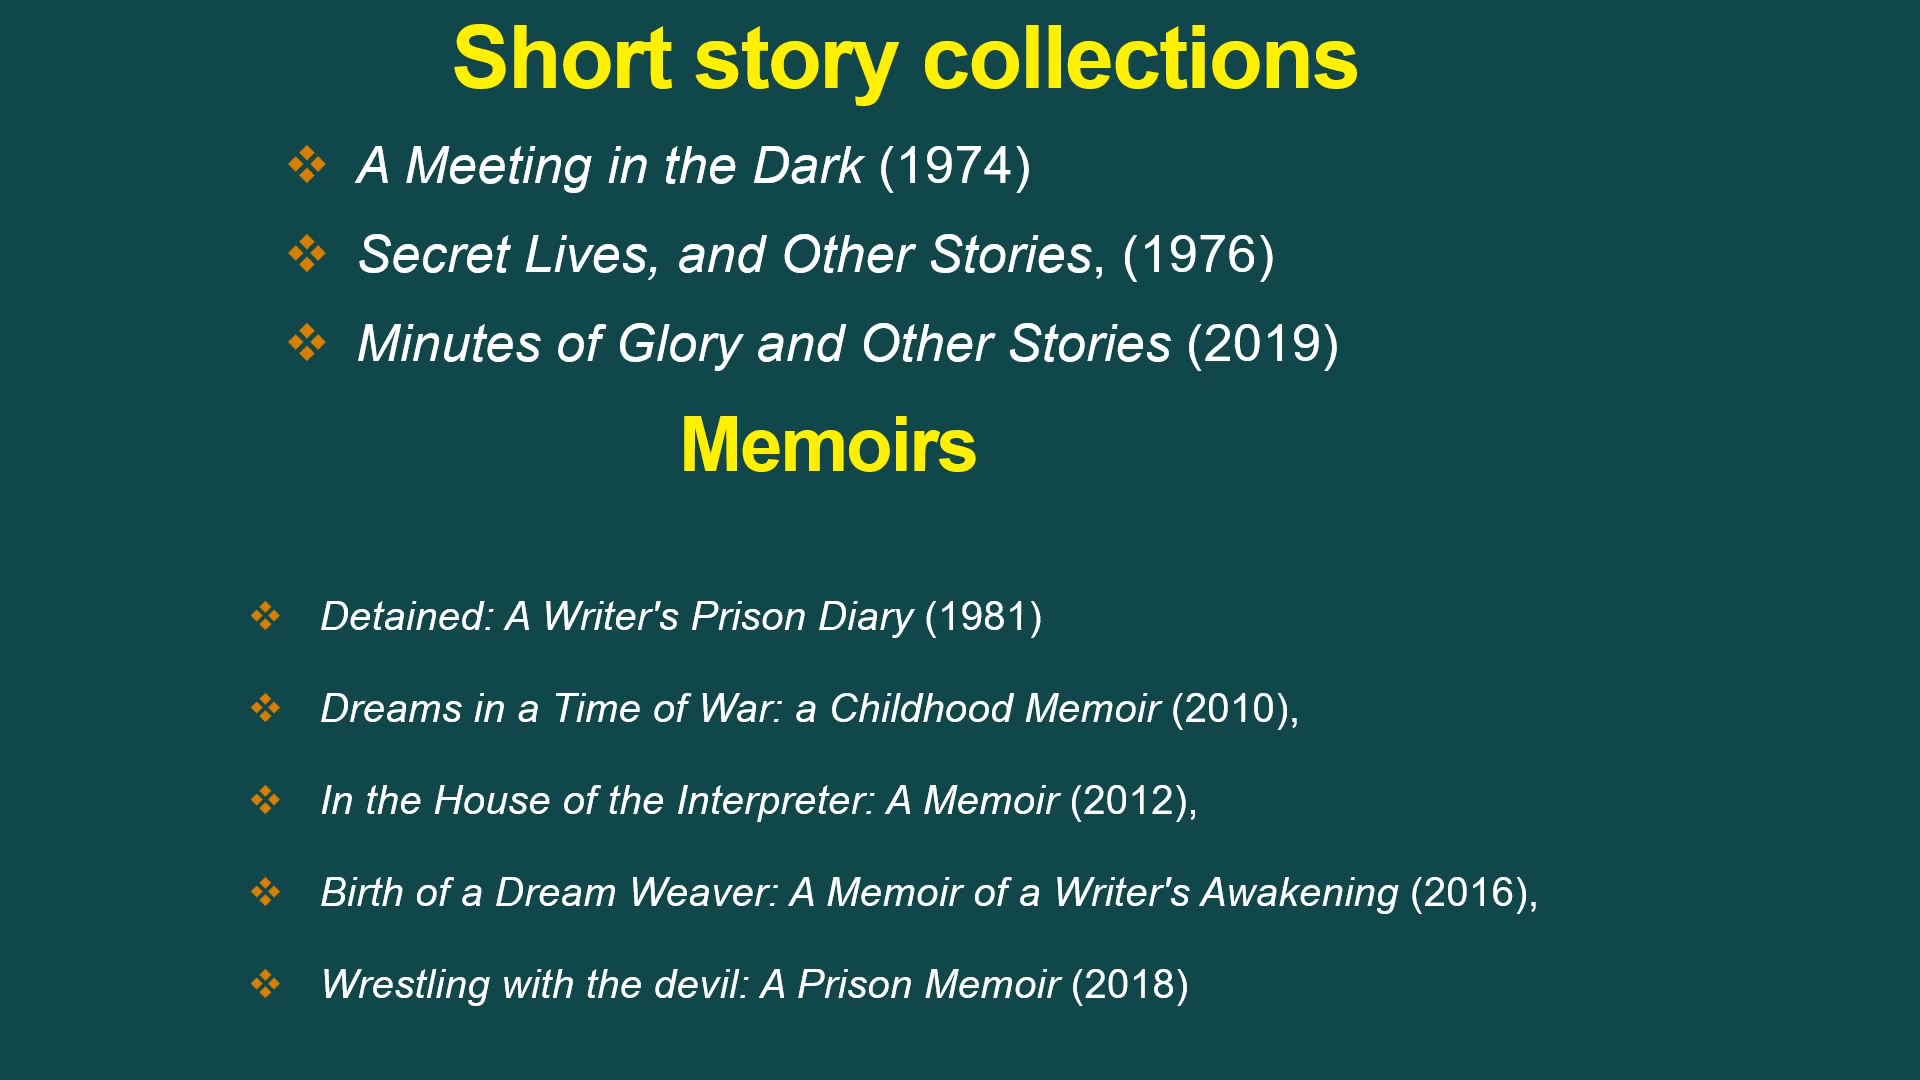 Short story collections
❖ A Meeting in the Dark (1974)
❖ Secret Lives, and Other Stories, (1976)
❖ Minutes of Glory and Other Stories (2019)
Memoirs
❖ Detained: A Writer's Prison Diary (1981)
❖ Dreams in a Time of War: a Childhood Memoir (2010),
❖ In the House of the Interpreter: A Memoir (2012),
❖ Birth of a Dream Weaver: A Memoir of a Writer's Awakening (2016),
❖ Wrestling with the devil: A Prison Memoir (2018)